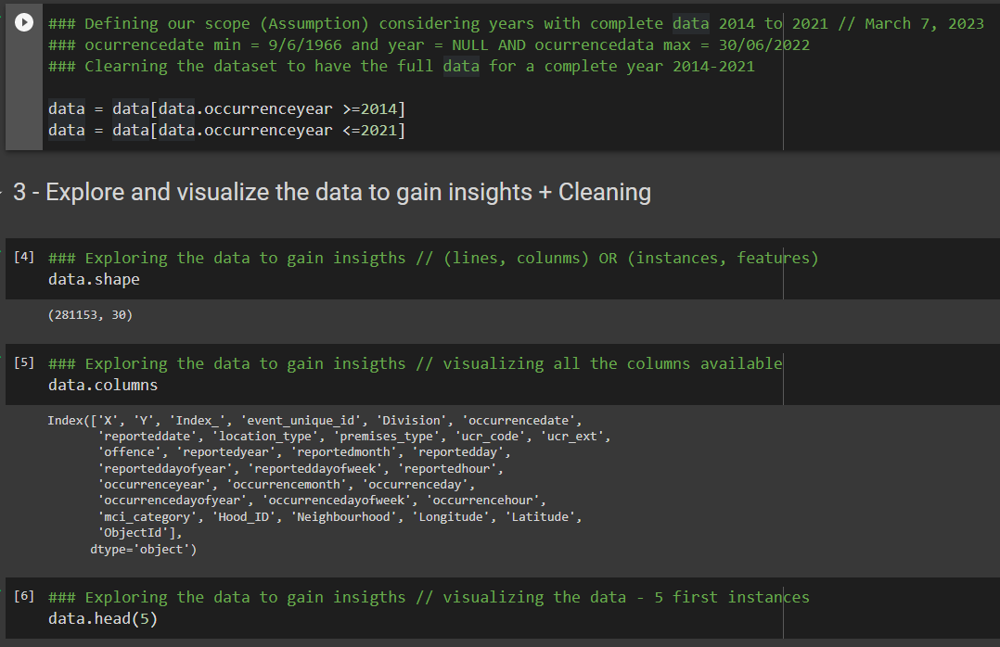 ### Defining our scope (Assumption) considering years with complete data 2014 to 2021 // March 7, 2023
### ocurrencedate min = 9/6/1966 and year = NULL AND ocurrencedata max = 30/06/2022
### Clearning the dataset to have the full data for a complete year 2014-2021
data = data[data.occurrenceyear >=2014]
data = data[data.occurrenceyear <=2021]
3 - Explore and visualize the data to gain insights + Cleaning
[4] ### Exploring the data to gain insigths // (lines, colunms) OR (instances, features)
data.shape
(281153, 30)
[5] ### Exploring the data to gain insigths // visualizing all the columns available
data.columns
Index(['X', 'Y', 'Index_', 'event_unique_id', 'Division', 'occurrencedate',
'reporteddate', 'location_type', 'premises_type', 'ucr_code', 'ucr_ext',
'offence', 'reportedyear', 'reportedmonth', 'reportedday',
'reporteddayofyear', 'reporteddayofweek', 'reportedhour',
'occurrenceyear', 'occurrencemonth', 'occurrenceday',
'occurrencedayofyear', 'occurrencedayofweek', 'occurrencehour',
'mci_category', 'Hood_ID', 'Neighbourhood', 'Longitude', 'Latitude',
'ObjectId'],
dtype='object')
[6] ### Exploring the data to gain insigths // visualizing the data - 5 first instances
data.head(5)